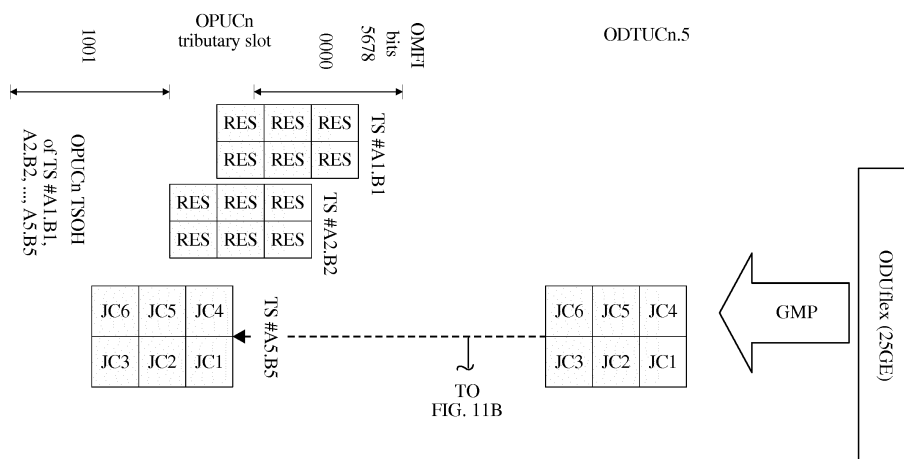 OPUCn
tributary slot
OMFI
bits
5678
0000
1001
ODTUCn.5
RES RES RES
RES RES RES
TS #A1.B1
RES RES RES
RES RES RES
TS #A2.B2
OPUCn TSOH
of TS #A1.B1,
A2.B2, ..., A5.B5
JC6 JC5 JC4
JC3 JC2 JC1
TS #A5.B5
JC6 JC5 JC4
JC3 JC2 JC1
GMP
ODUflex (25GE)
TO
FIG. 11B